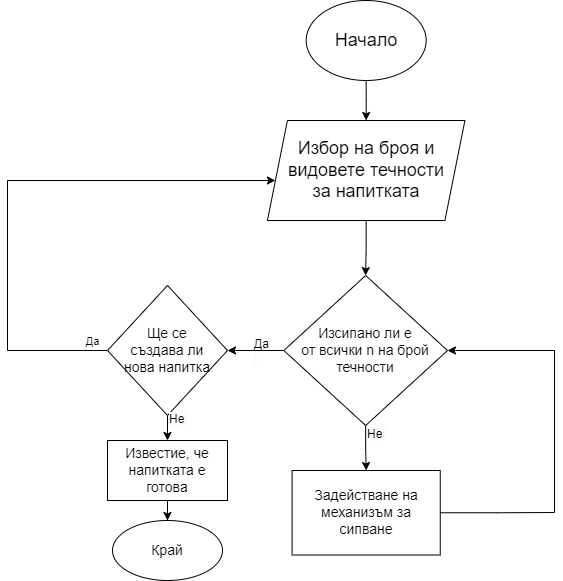 Начало
Избор на броя и
видовете течности
за напитката
Ще се
създава ли
нова напитка
Изсипано ли е
от всички n на брой
течности
Да
Да
Не
Не
Известие, че
напитката е
готова
Задействане на
механизъм за
сипване
Край